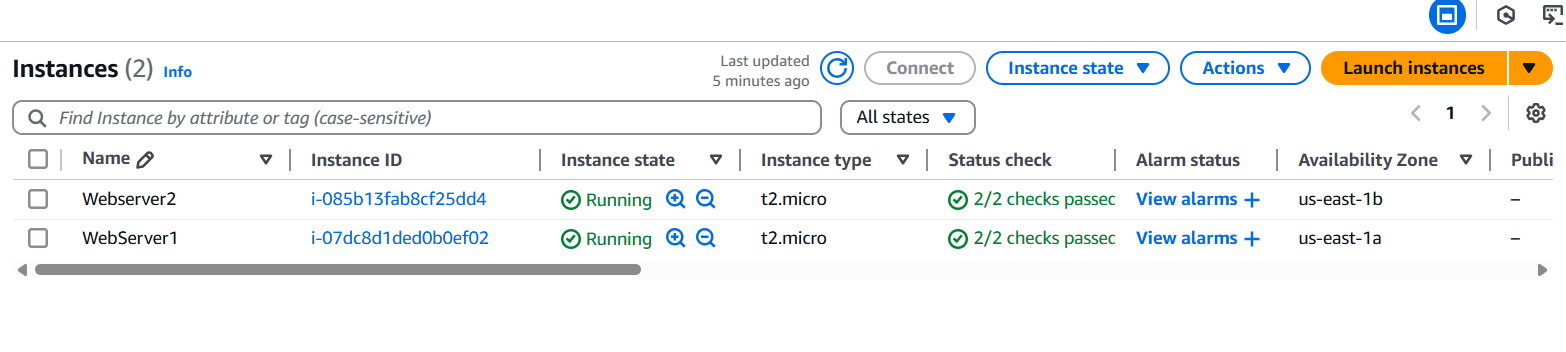 Instances (2) Info
Last updated
5 minutes ago
Connect
Instance state
Actions
Launch instances
Find Instance by attribute or tag (case-sensitive)
All states
1
Name Instance ID Instance state Instance type Status check Alarm status Availability Zone Publi
Webserver2 i-085b13fab8cf25dd4 Running t2.micro 2/2 checks passed View alarms + us-east-1b –
WebServer1 i-07dc8d1ded0b0ef02 Running t2.micro 2/2 checks passed View alarms + us-east-1a –